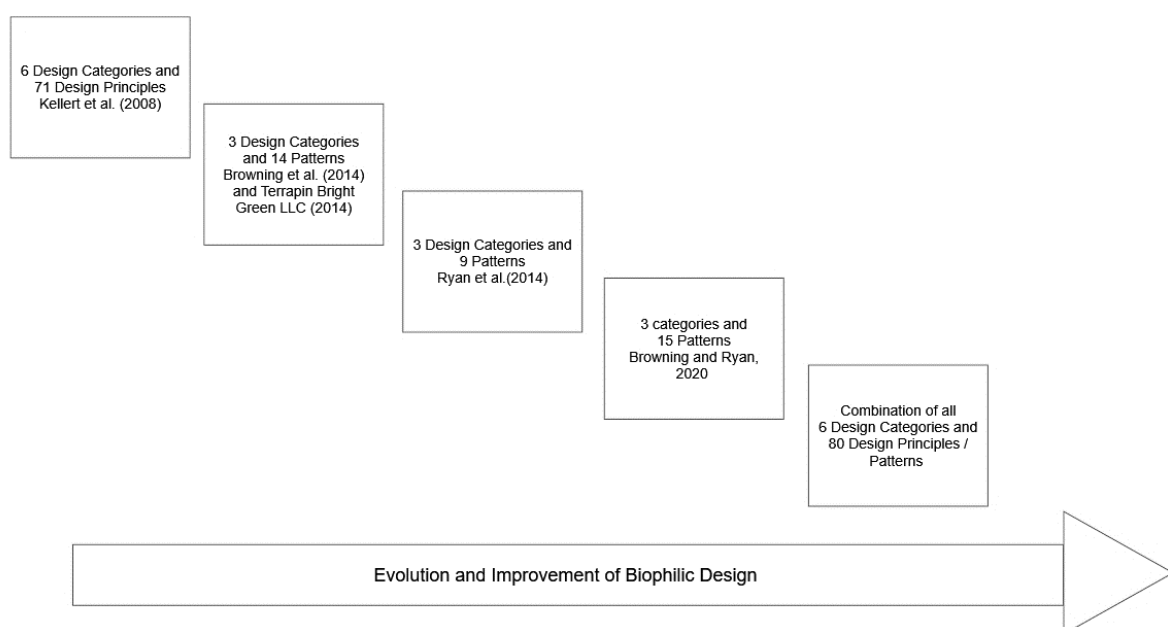 6 Design Categories and
71 Design Principles
Kellert et al. (2008)
3 Design Categories
and 14 Patterns
Browning et al. (2014)
and Terrapin Bright
Green LLC (2014)
3 Design Categories and
9 Patterns
Ryan et al.(2014)
3 categories and
15 Patterns
Browning and Ryan,
2020
Combination of all
6 Design Categories and
80 Design Principles /
Patterns
Evolution and Improvement of Biophilic Design